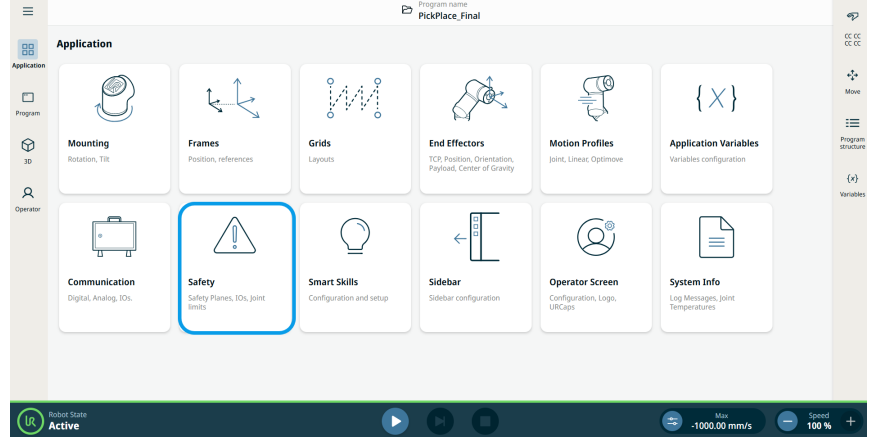 Program name
PickPlace_Final
CC CC
CC CC
Application
Application
Program
3D
Operator
Move
Program
structure
{x}
Variables
Mounting
Rotation, Tilt
Frames
Position, references
Grids
Layouts
End Effectors
TCP, Position, Orientation,
Payload, Center of Gravity
Motion Profiles
Joint, Linear, Optimove
{X}
Application Variables
Variables configuration
Communication
Digital, Analog, IOs.
Safety
Safety Planes, IOs, Joint
limits
Smart Skills
Configuration and setup
Sidebar
Sidebar configuration
Operator Screen
Configuration, Logo,
URCaps
System Info
Log Messages, Joint
Temperatures
UR
Robot State
Active
Max
-1000.00 mm/s
Speed
100 %